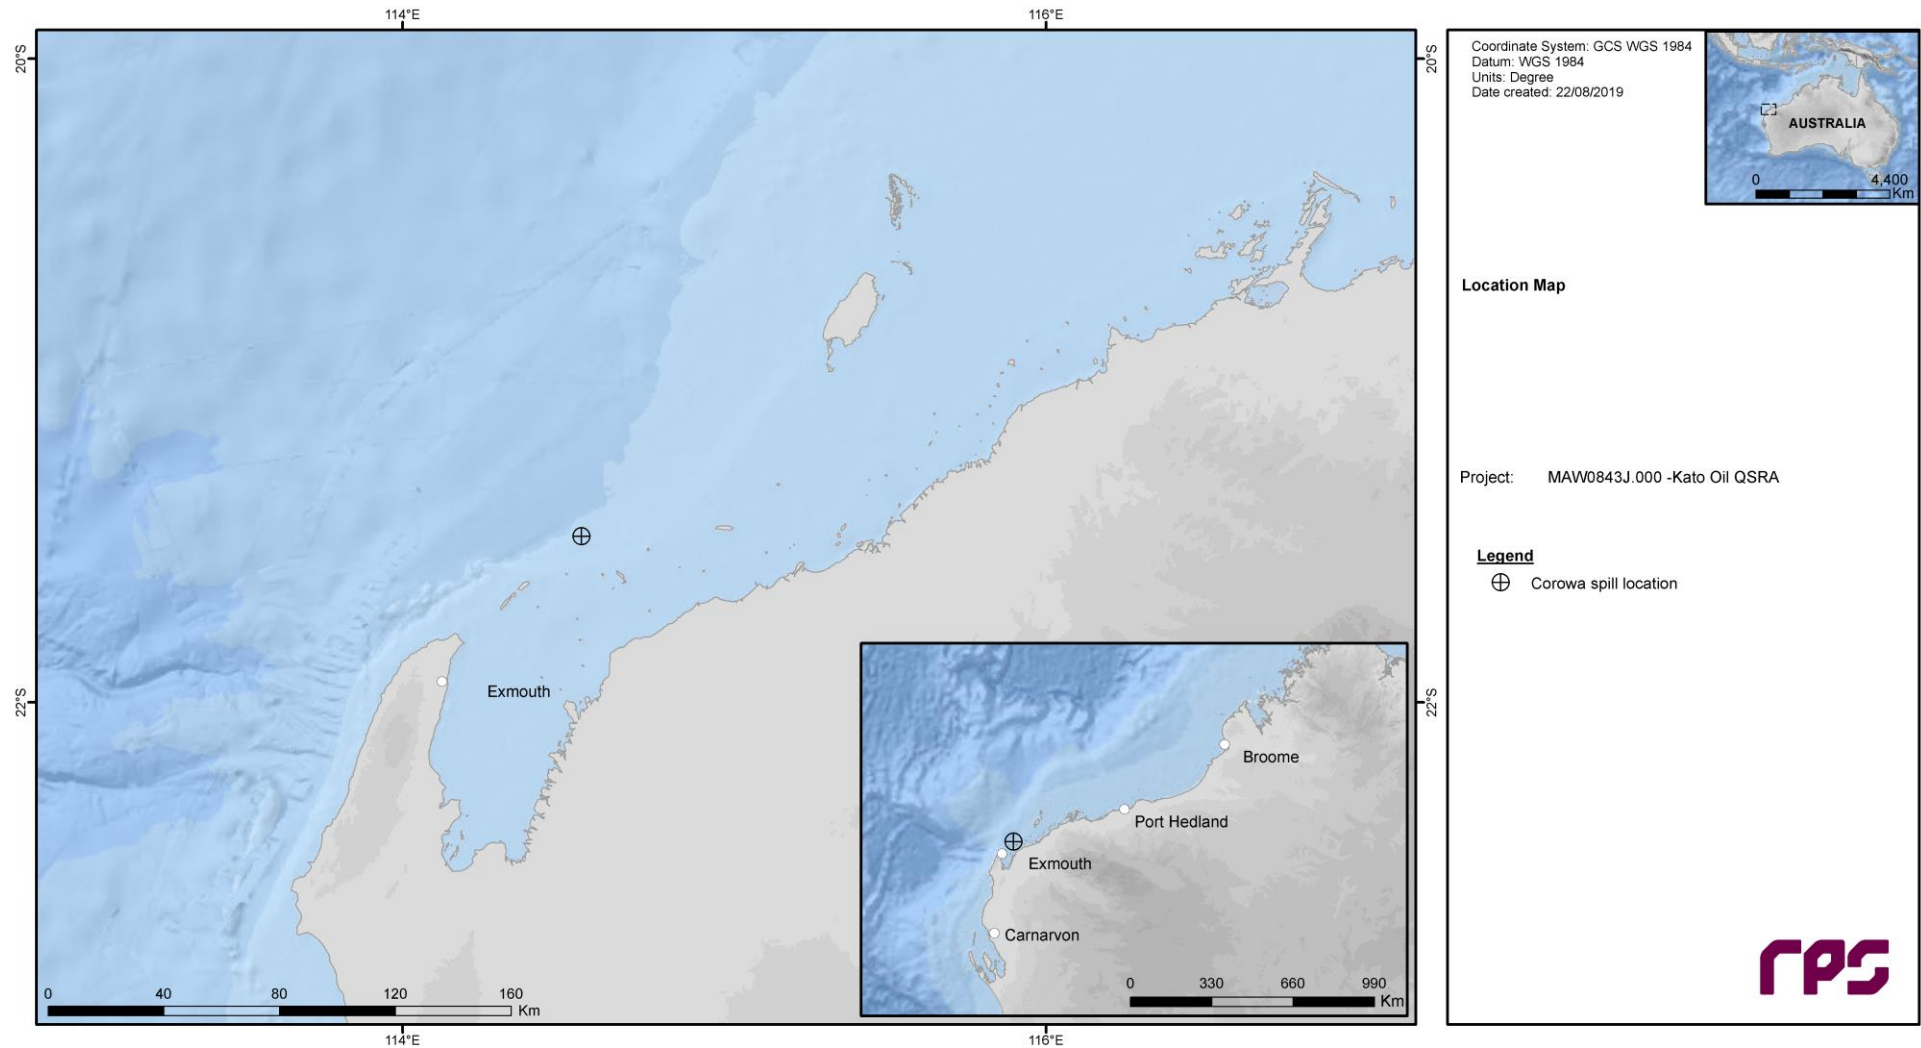 114°E
116°E
20°S
20°S
22°S
22°S
Exmouth
0 40 80 120 160
Km
114°E
116°E
Broome
Port Hedland
Exmouth
Carnarvon
0 330 660 990
Km
Coordinate System: GCS WGS 1984
Datum: WGS 1984
Units: Degree
Date created: 22/08/2019
AUSTRALIA
0 4,400
Km
Location Map
Project: MAW0843J.000 -Kato Oil QSRA
Legend
Corowa spill location
rps